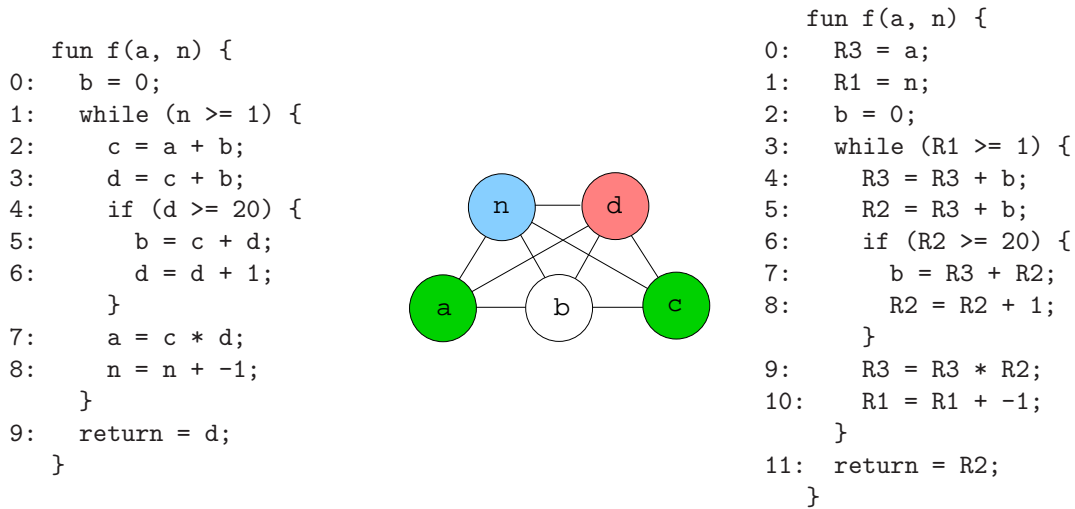 fun f(a, n) {
0: b = 0;
1: while (n >= 1) {
2: c = a + b;
3: d = c + b;
4: if (d >= 20) {
5: b = c + d;
6: d = d + 1;
}
7: a = c * d;
8: n = n + -1;
}
9: return = d;
}
n d
a b c
fun f(a, n) {
0: R3 = a;
1: R1 = n;
2: b = 0;
3: while (R1 >= 1) {
4: R3 = R3 + b;
5: R2 = R3 + b;
6: if (R2 >= 20) {
7: b = R3 + R2;
8: R2 = R2 + 1;
}
9: R3 = R3 * R2;
10: R1 = R1 + -1;
}
11: return = R2;
}